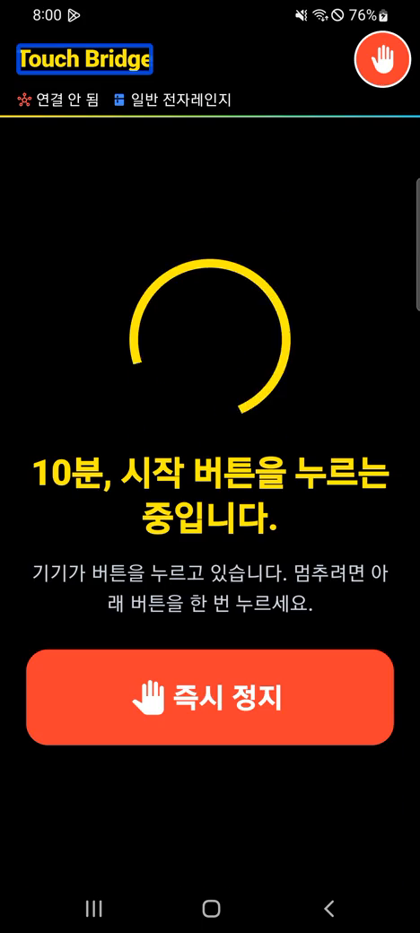 8:00 76%
Touch Bridge
연결 안 됨 일반 전자레인지
10분, 시작 버튼을 누르는
중입니다.
기기가 버튼을 누르고 있습니다. 멈추려면 아
래 버튼을 한 번 누르세요.
즉시 정지